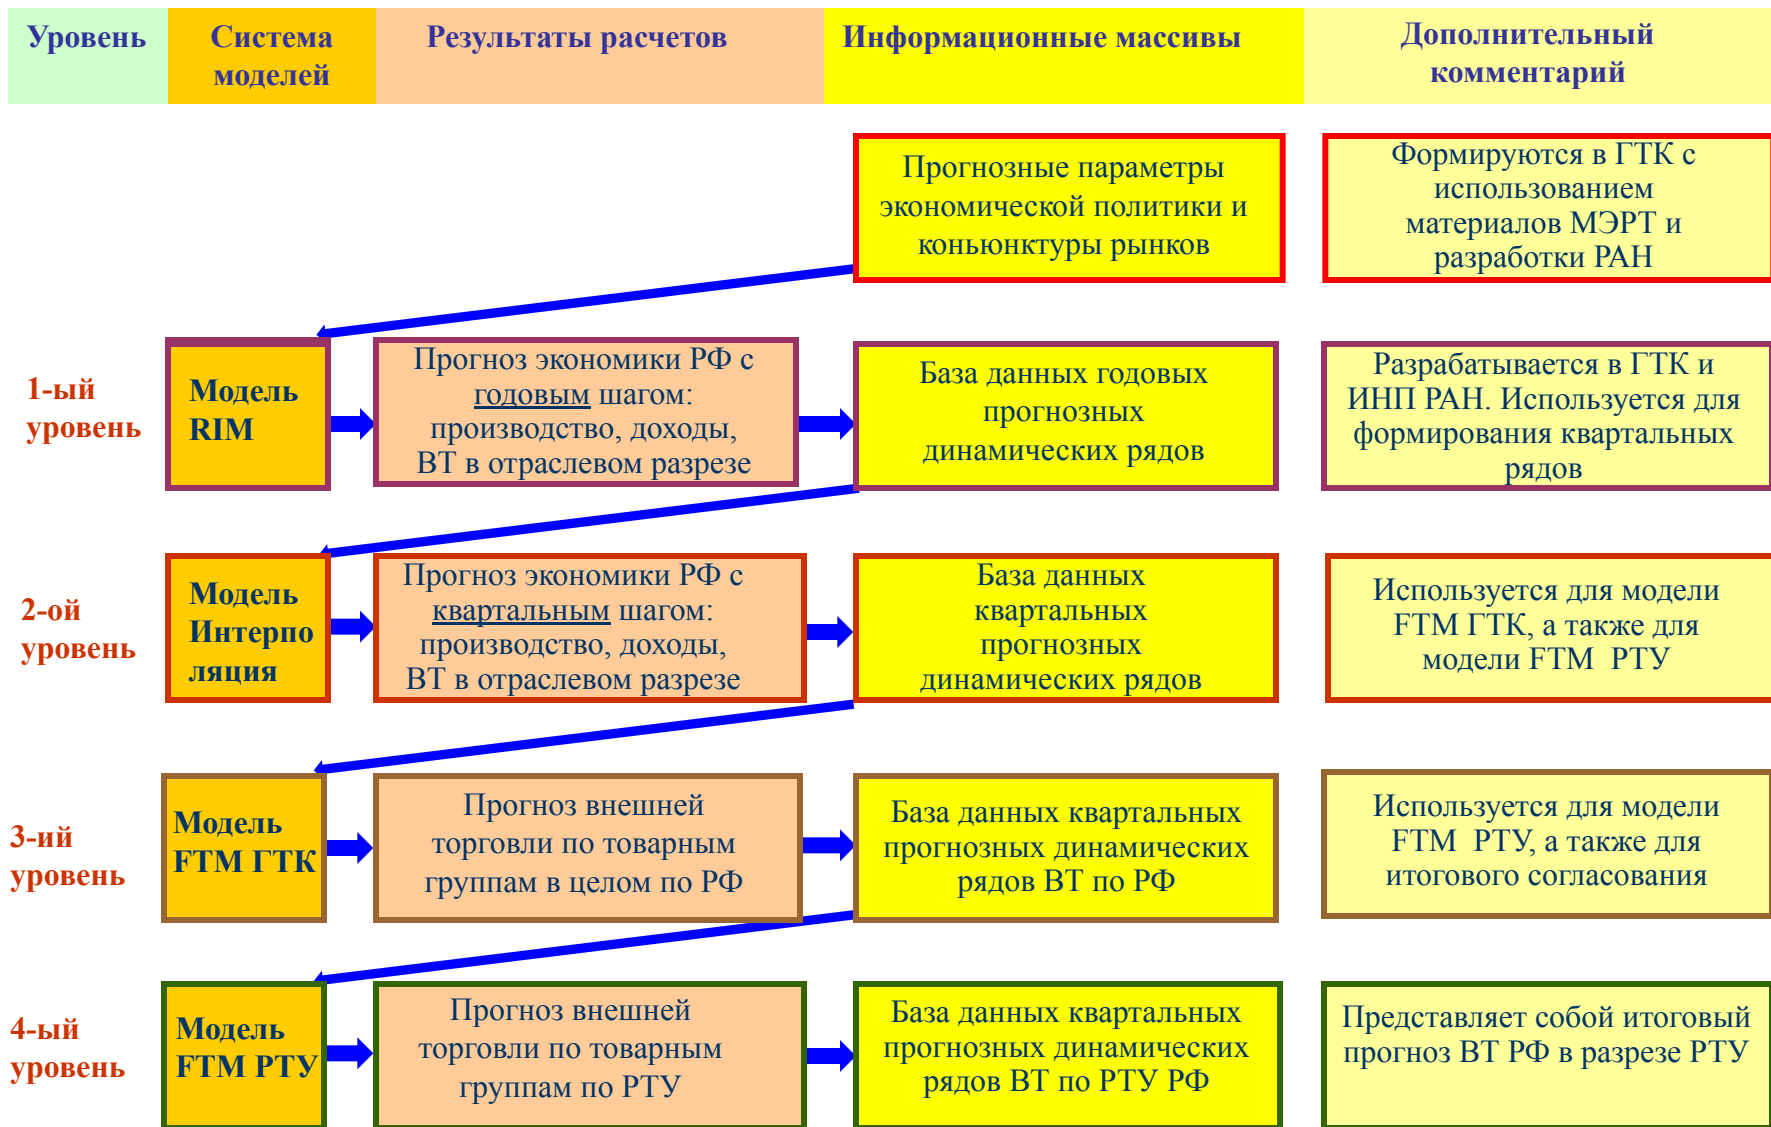 Уровень
Система
моделей
Результаты расчетов
Информационные массивы
Дополнительный
комментарий
Прогнозные параметры
экономической политики и
коньюнктуры рынков
Формируются в ГТК с
использованием
материалов МЭРТ и
разработки РАН
1-ый
уровень
Модель
RIM
Прогноз экономики РФ с
годовым шагом:
производство, доходы,
ВТ в отраслевом разрезе
База данных годовых
прогнозных
динамических рядов
Разрабатывается в ГТК и
ИНП РАН. Используется для
формирования квартальных
рядов
2-ой
уровень
Модель
Интерпо
ляция
Прогноз экономики РФ с
квартальным шагом:
производство, доходы,
ВТ в отраслевом разрезе
База данных
квартальных
прогнозных
динамических рядов
Используется для модели
FTM ГТК, а также для
модели FTM РТУ
3-ий
уровень
Модель
FTM ГТК
Прогноз внешней
торговли по товарным
группам в целом по РФ
База данных квартальных
прогнозных динамических
рядов ВТ по РФ
Используется для модели
FTM РТУ, а также для
итогового согласования
4-ый
уровень
Модель
FTM РТУ
Прогноз внешней
торговли по товарным
группам по РТУ
База данных квартальных
прогнозных динамических
рядов ВТ по РТУ РФ
Представляет собой итоговый
прогноз ВТ РФ в разрезе РТУ